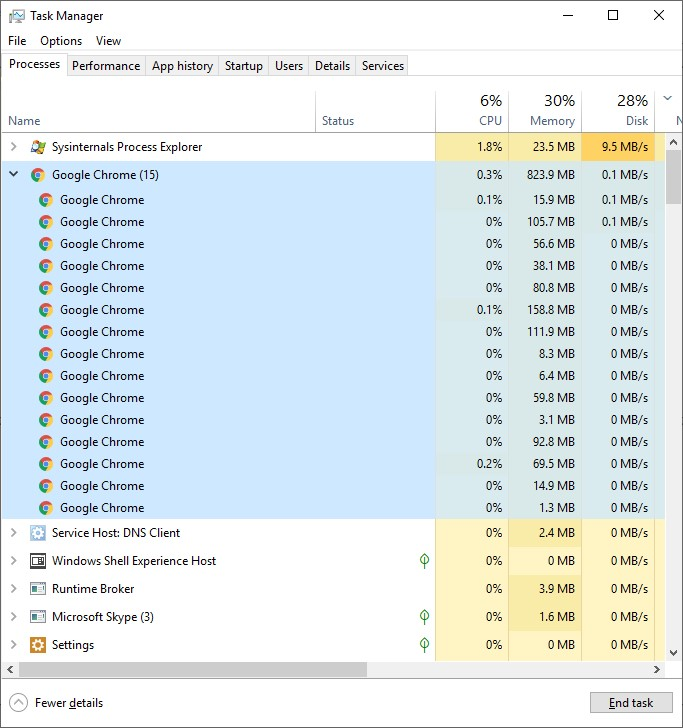 Task Manager
File Options View
Processes Performance App history Startup Users Details Services
6% 30% 28%
Name Status CPU Memory Disk N
Sysinternals Process Explorer 1.8% 23.5 MB 9.5 MB/s
Google Chrome (15) 0.3% 823.9 MB 0.1 MB/s
Google Chrome 0.1% 15.9 MB 0.1 MB/s
Google Chrome 0% 105.7 MB 0.1 MB/s
Google Chrome 0% 56.6 MB 0 MB/s
Google Chrome 0% 38.1 MB 0 MB/s
Google Chrome 0% 80.8 MB 0 MB/s
Google Chrome 0.1% 158.8 MB 0 MB/s
Google Chrome 0% 111.9 MB 0 MB/s
Google Chrome 0% 8.3 MB 0 MB/s
Google Chrome 0% 6.4 MB 0 MB/s
Google Chrome 0% 59.8 MB 0 MB/s
Google Chrome 0% 3.1 MB 0 MB/s
Google Chrome 0% 92.8 MB 0 MB/s
Google Chrome 0.2% 69.5 MB 0 MB/s
Google Chrome 0% 14.9 MB 0 MB/s
Google Chrome 0% 1.3 MB 0 MB/s
Service Host: DNS Client 0% 2.4 MB 0 MB/s
Windows Shell Experience Host 0% 0 MB 0 MB/s
Runtime Broker 0% 3.9 MB 0 MB/s
Microsoft Skype (3) 0% 1.6 MB 0 MB/s
Settings 0% 0 MB 0 MB/s
Fewer details End task